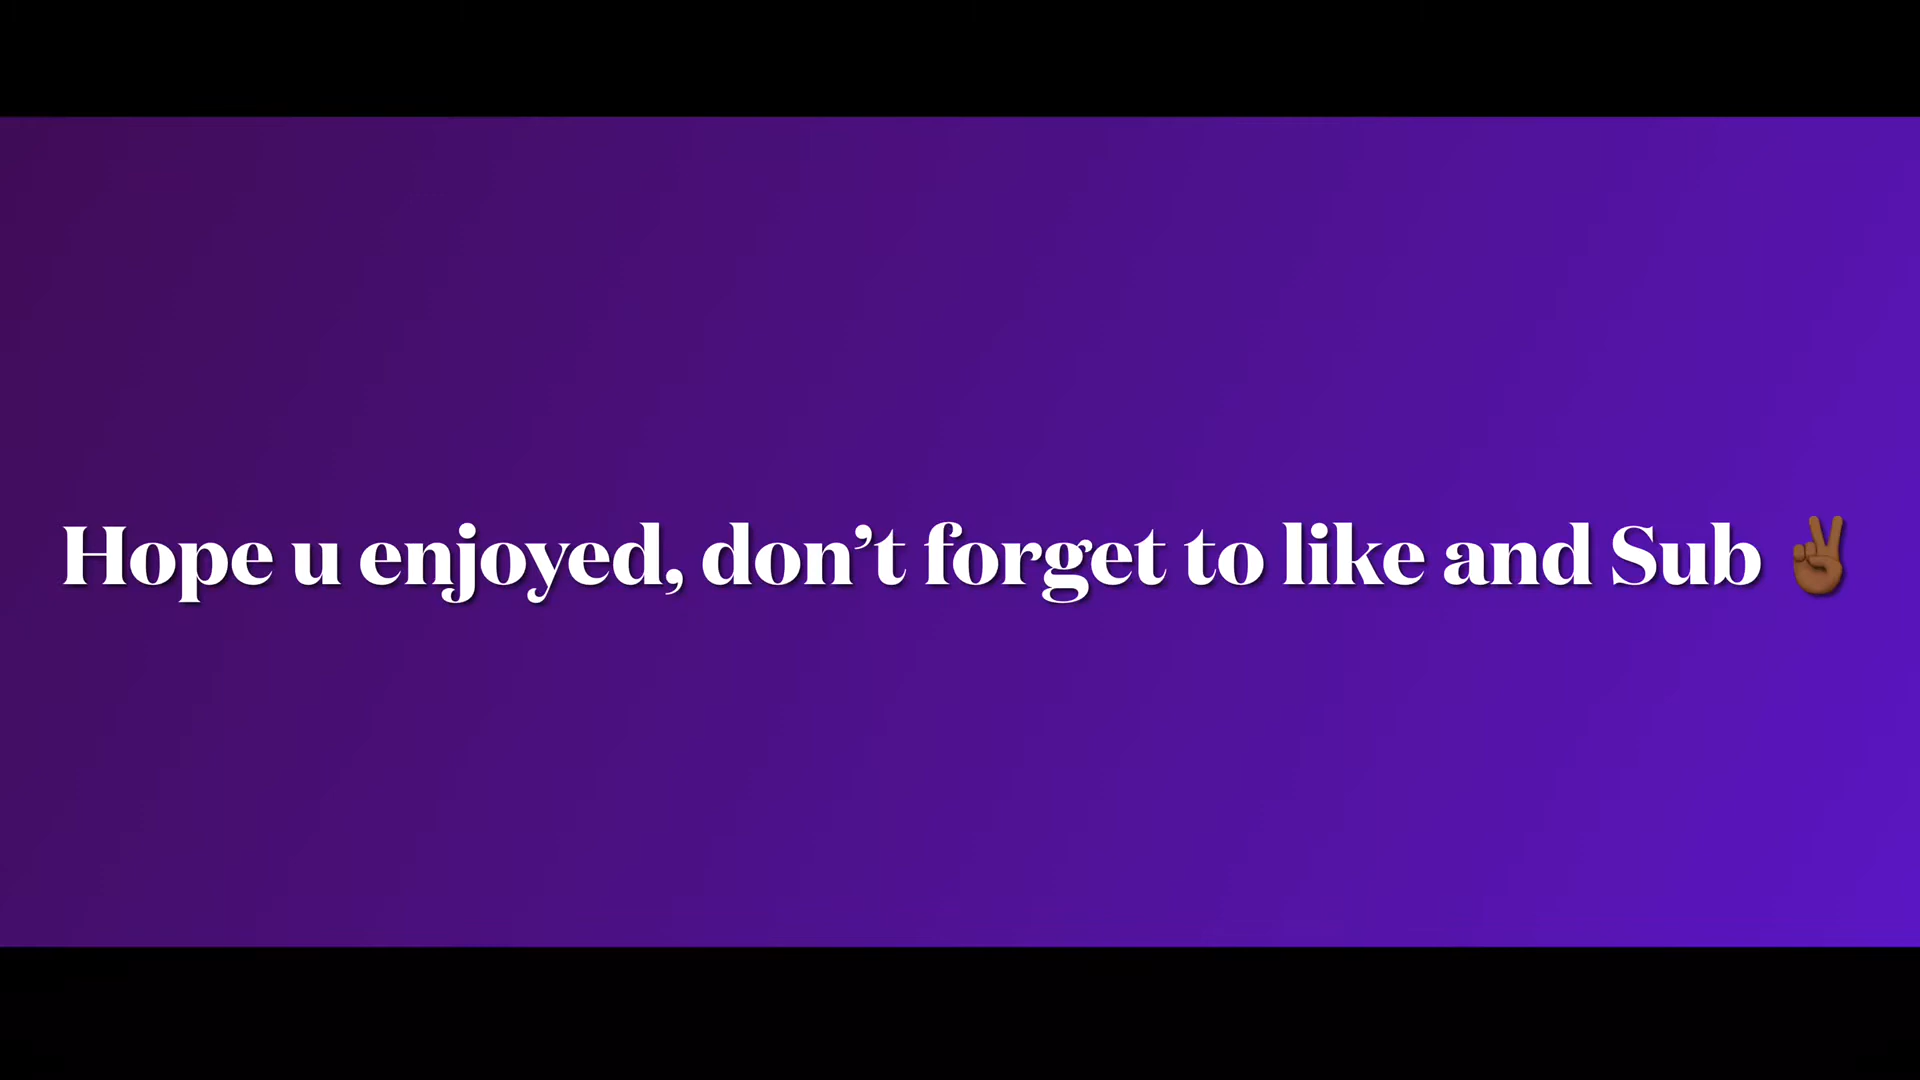 Hope u enjoyed, don’t forget to like and Sub ✌🏾